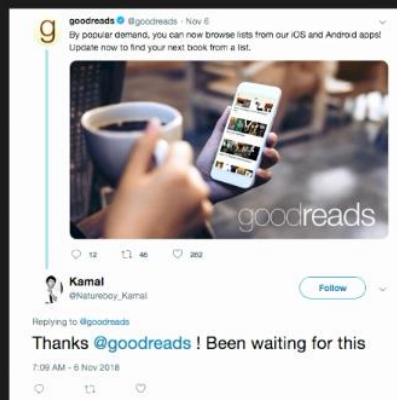 g
goodreads @goodreads · Nov 6
By popular demand, you can now browse lists from our iOS and Android apps!
Update now to find your next book from a list.
goodreads
12 46 262
Kamal
@Natureboy_Kamal
Follow
Replying to @goodreads
Thanks @goodreads ! Been waiting for this
7:09 AM - 6 Nov 2018